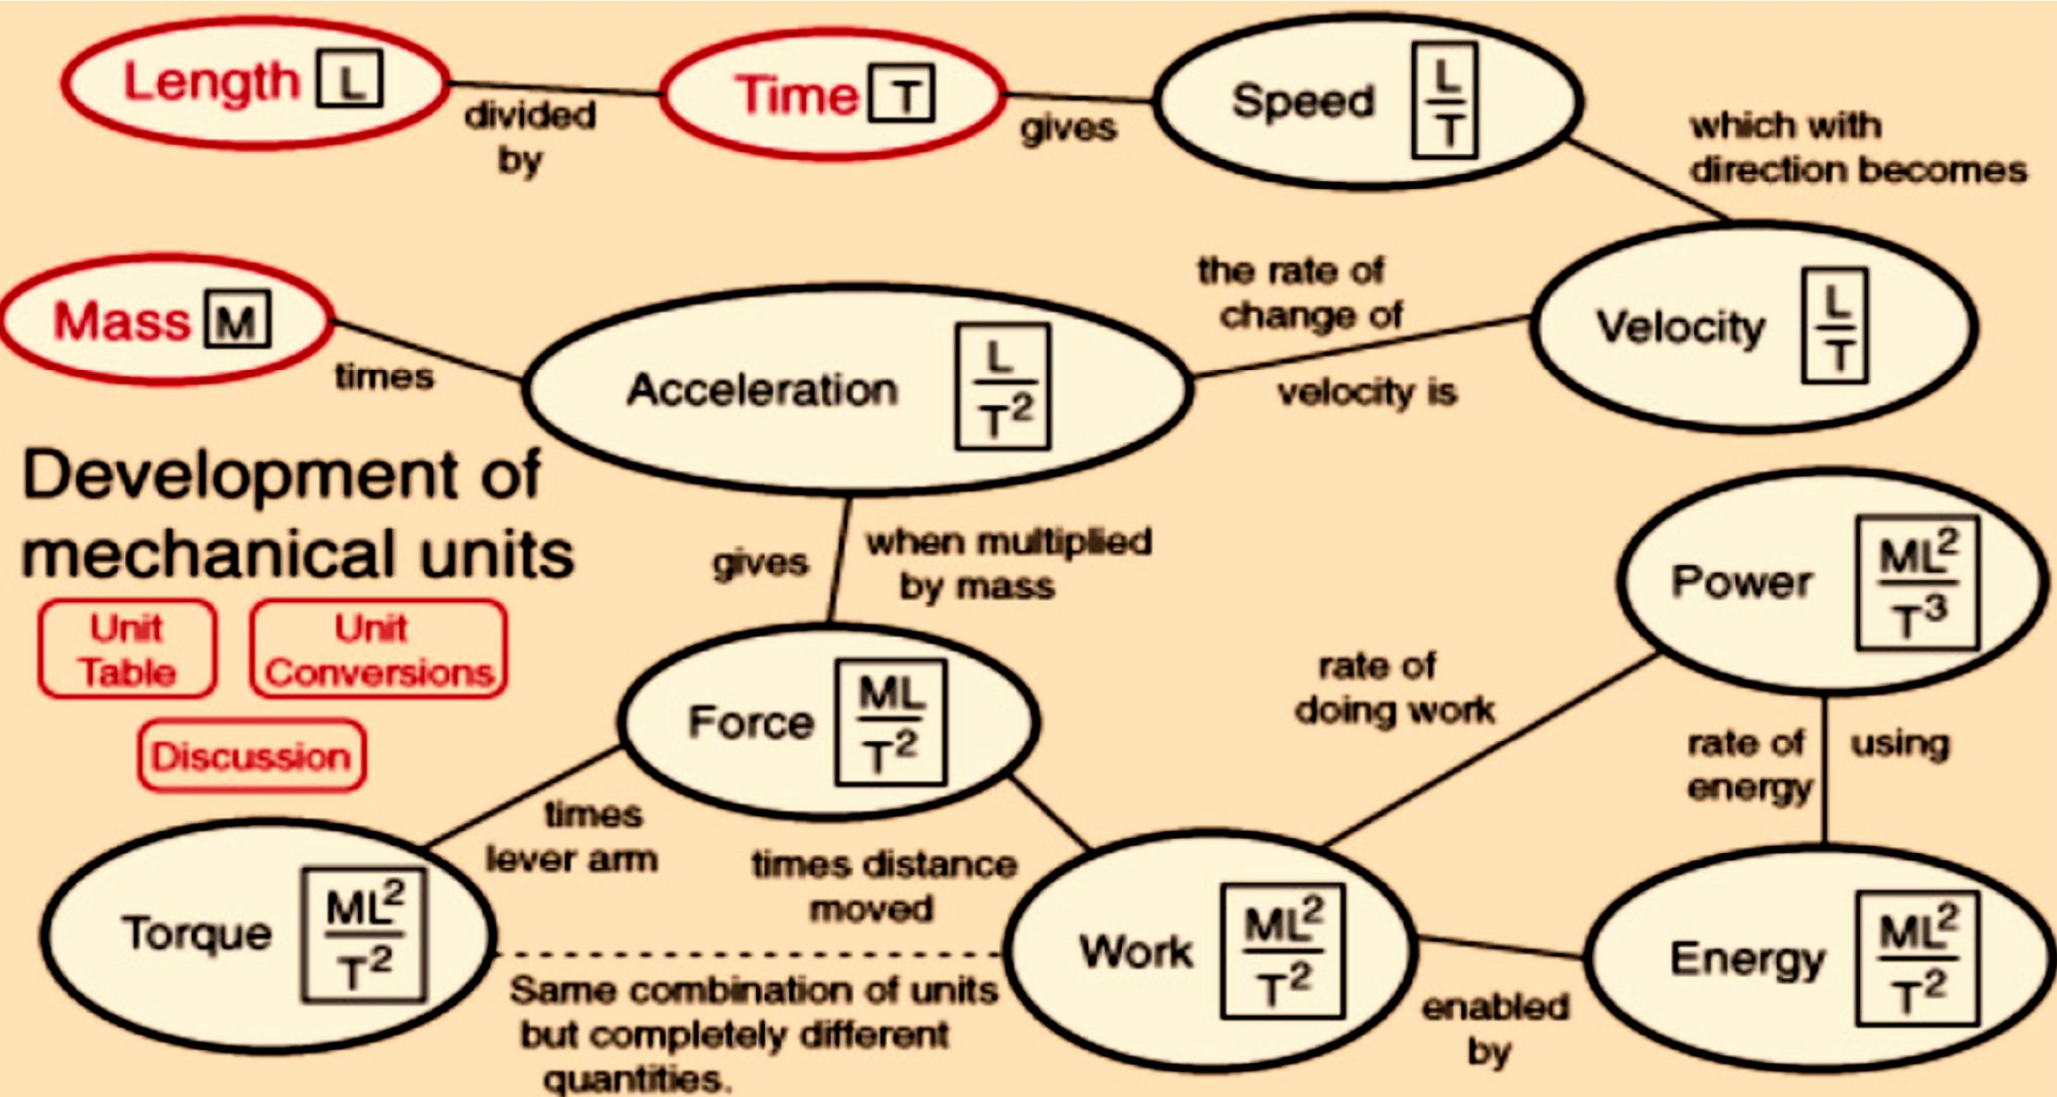 Length L
divided
by
Time T
gives
Speed L
T
which with
direction becomes
Velocity L
T
the rate of
change of
velocity is
Mass M
times
Acceleration L
T²
Development of
mechanical units
Unit
Table
Unit
Conversions
Discussion
gives
when multiplied
by mass
Force ML
T²
times
lever arm
Torque ML²
T²
times distance
moved
Same combination of units
but completely different
quantities.
Work ML²
T²
rate of
doing work
Power ML²
T³
rate of
energy
using
enabled
by
Energy ML²
T²